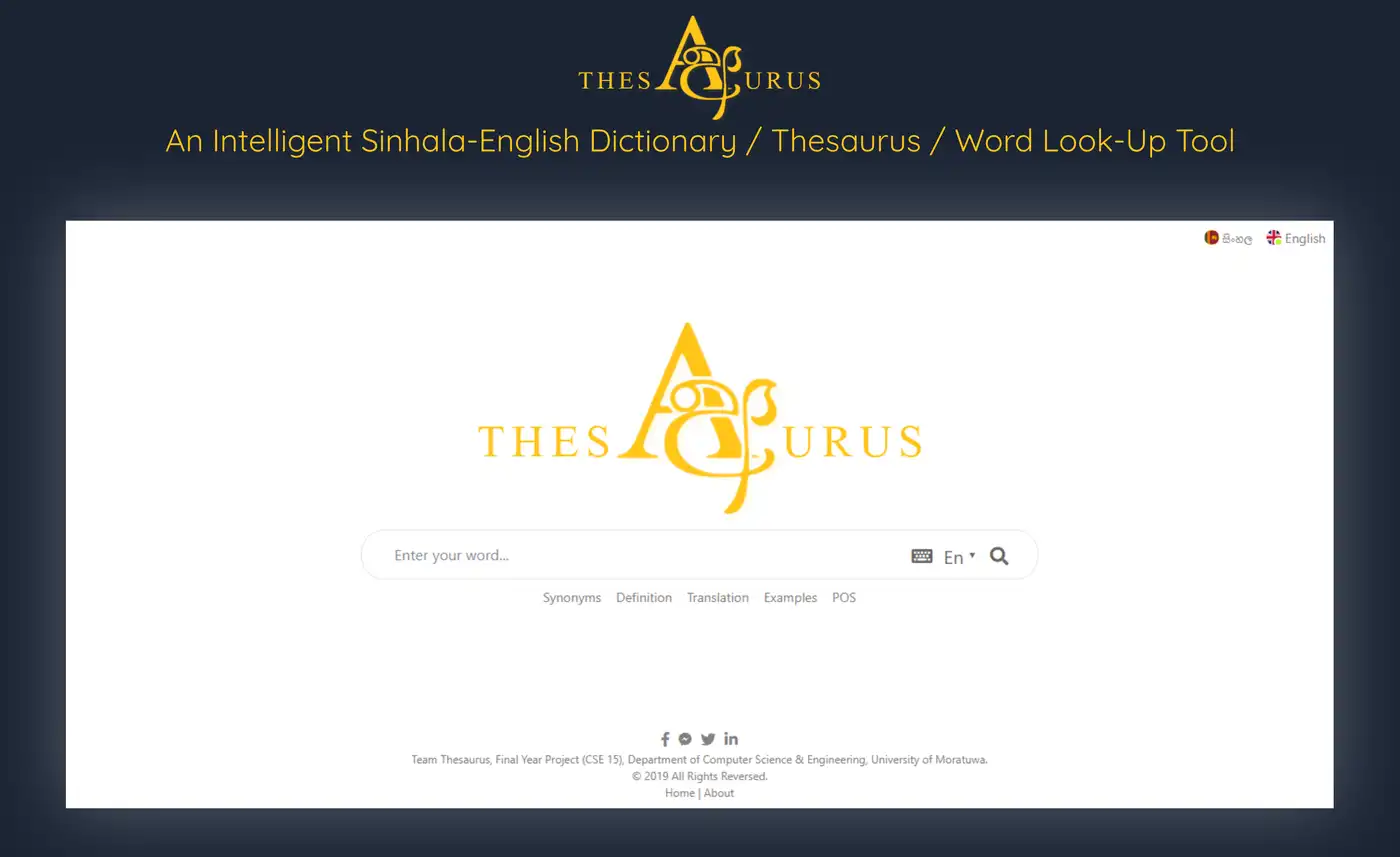 THESAURUS
An Intelligent Sinhala-English Dictionary / Thesaurus / Word Look-Up Tool
සිංහල English
THESAURUS
Enter your word... En
Synonyms Definition Translation Examples POS
Team Thesaurus, Final Year Project (CSE 15), Department of Computer Science & Engineering, University of Moratuwa.
© 2019 All Rights Reversed.
Home | About